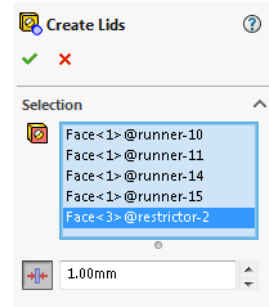 Create Lids
Selection
Face<1>@runner-10
Face<1>@runner-11
Face<1>@runner-14
Face<1>@runner-15
Face<3>@restrictor-2
1.00mm